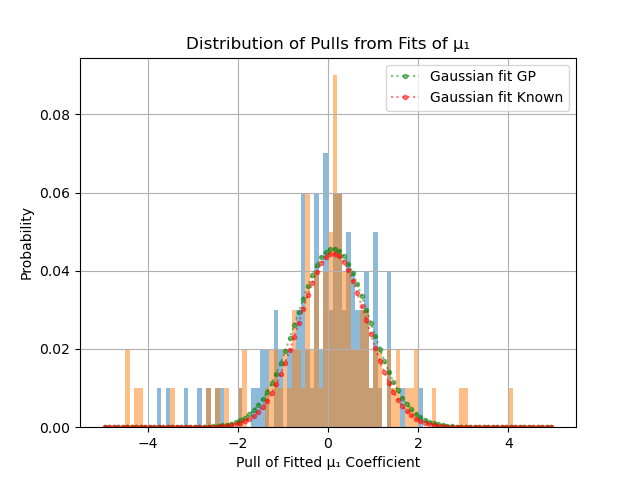 Distribution of Pulls from Fits of μ₁
Gaussian fit GP
Gaussian fit Known
Probability
0.08
0.06
0.04
0.02
0.00
−4
−2
0
2
4
Pull of Fitted μ₁ Coefficient